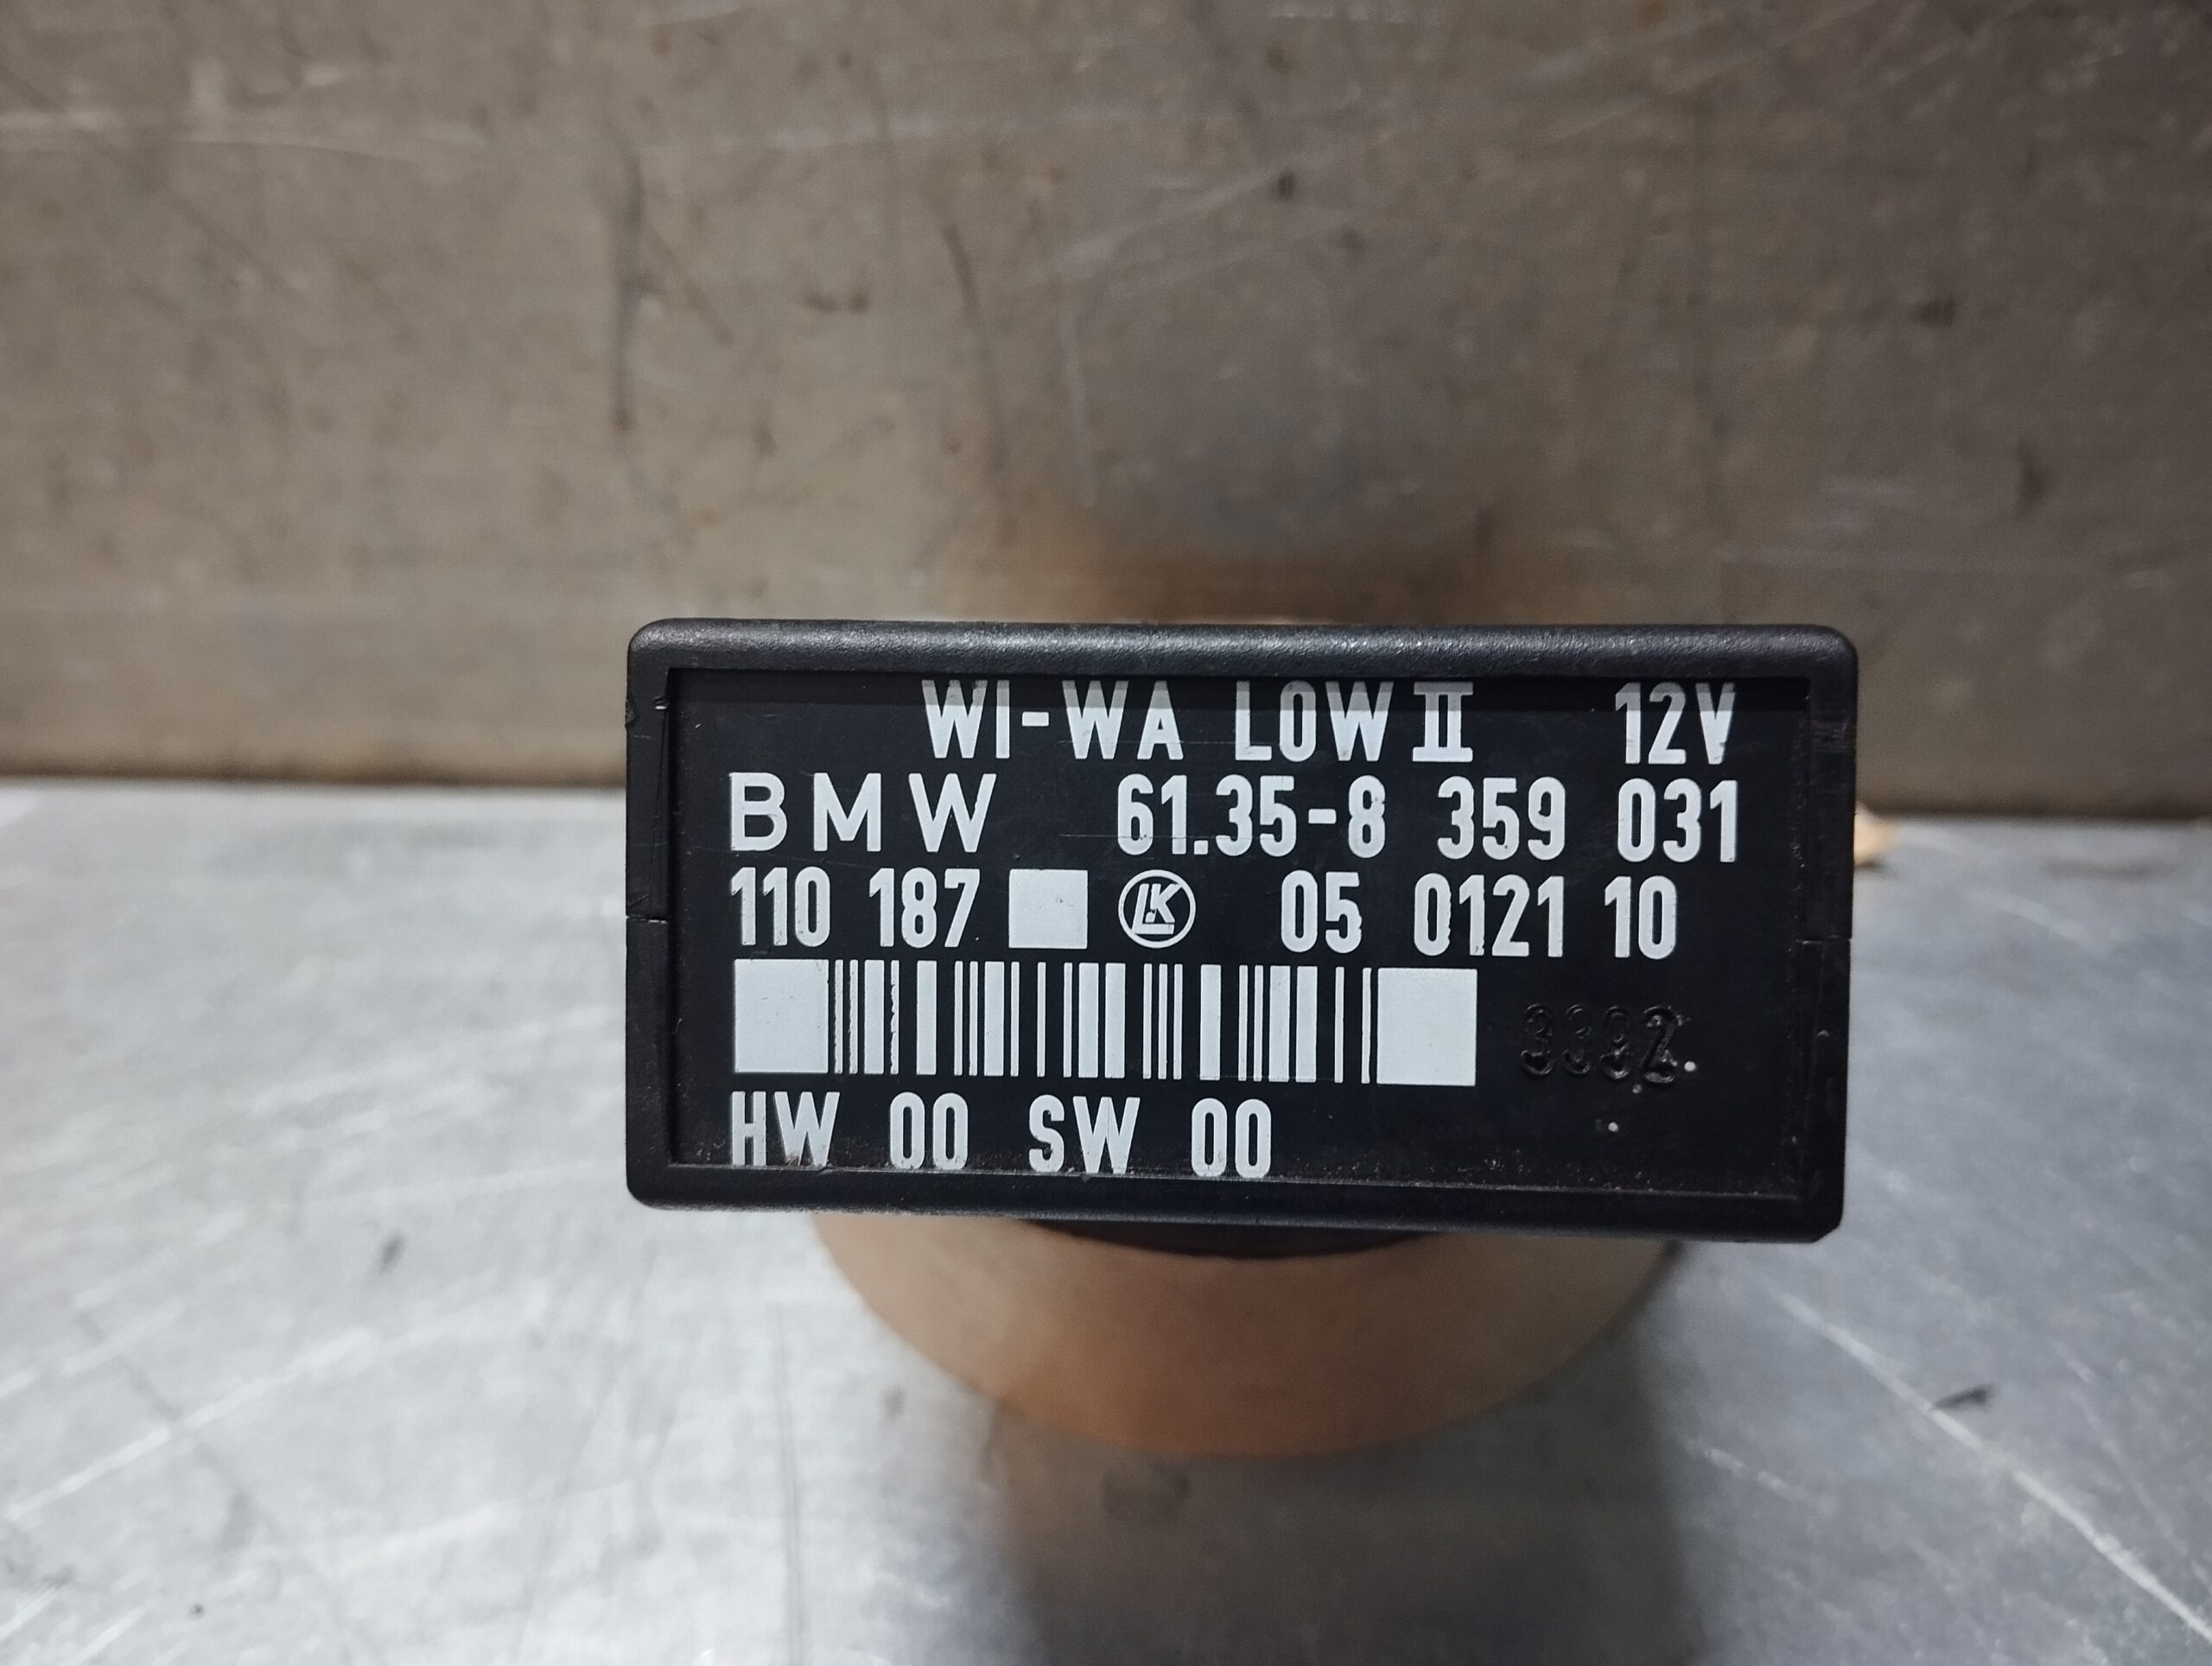 WI-WA LOW II 12V
BMW 61.35-8 359 031
110 187 LK 05 0121 10
3392
HW 00 SW 00